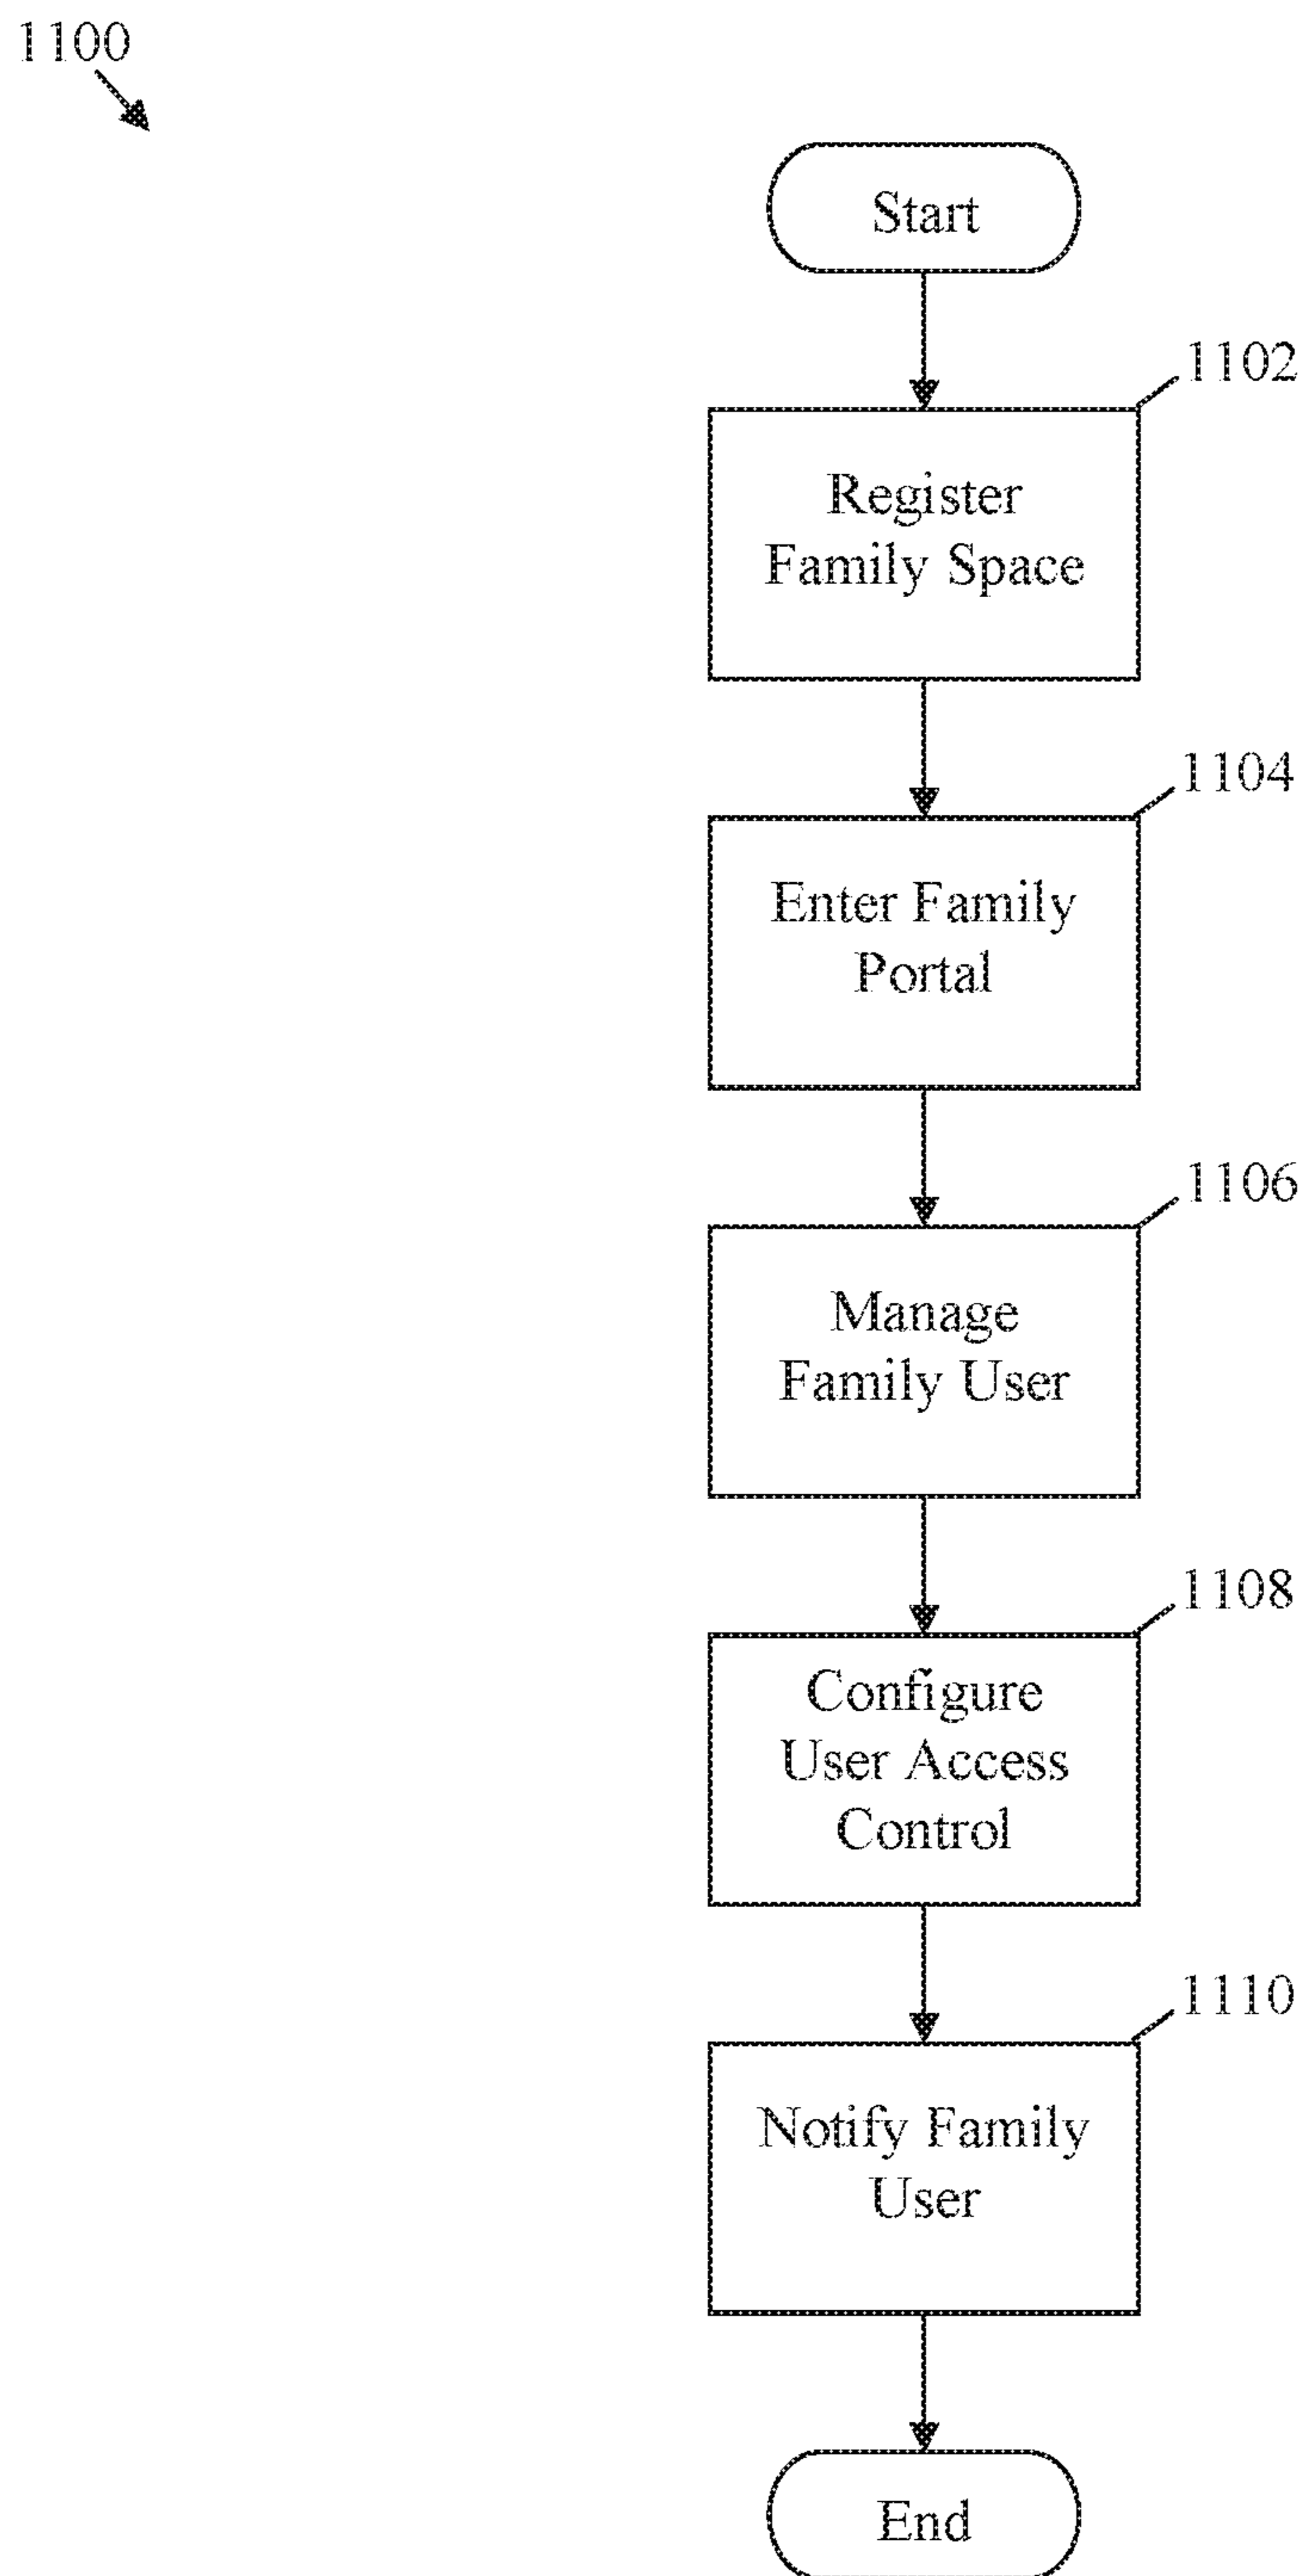 1100
Start
1102
Register
Family Space
1104
Enter Family
Portal
1106
Manage
Family User
1108
Configure
User Access
Control
1110
Notify Family
User
End